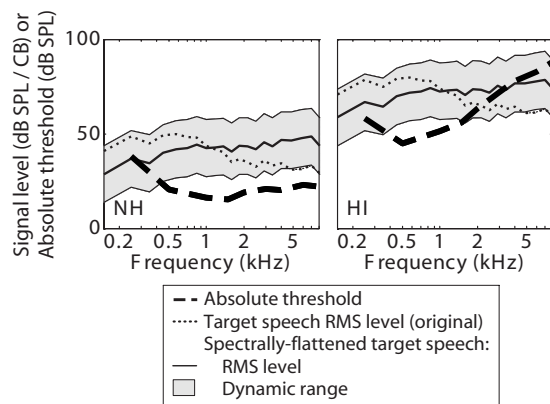 Signal level (dB SPL / CB) or
Absolute threshold (dB SPL)
100
50
0
NH
HI
0.2 0.5 1 2 5
0.2 0.5 1 2 5
Frequency (kHz)
Frequency (kHz)
Absolute threshold
Target speech RMS level (original)
Spectrally-flattened target speech:
RMS level
Dynamic range